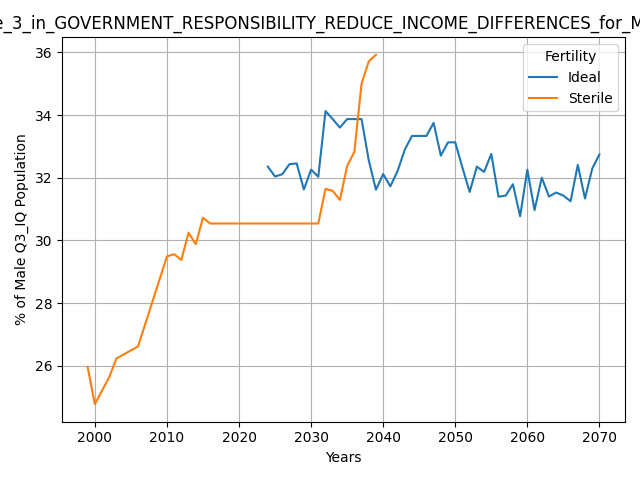 e_3_in_GOVERNMENT_RESPONSIBILITY_REDUCE_INCOME_DIFFERENCES_for_M
Fertility
Ideal
Sterile
% of Male Q3_IQ Population
36
34
32
30
28
26
2000 2010 2020 2030 2040 2050 2060 2070
Years